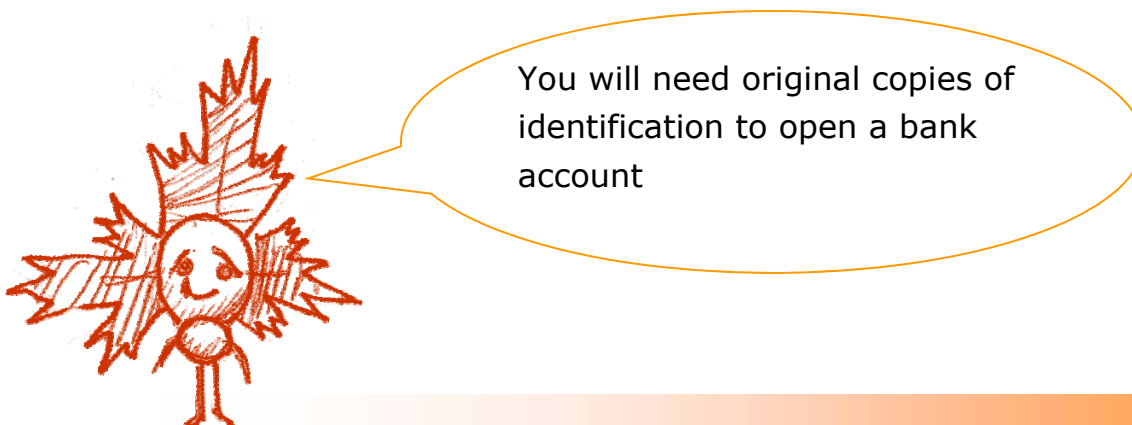 You will need original copies of
identification to open a bank
account